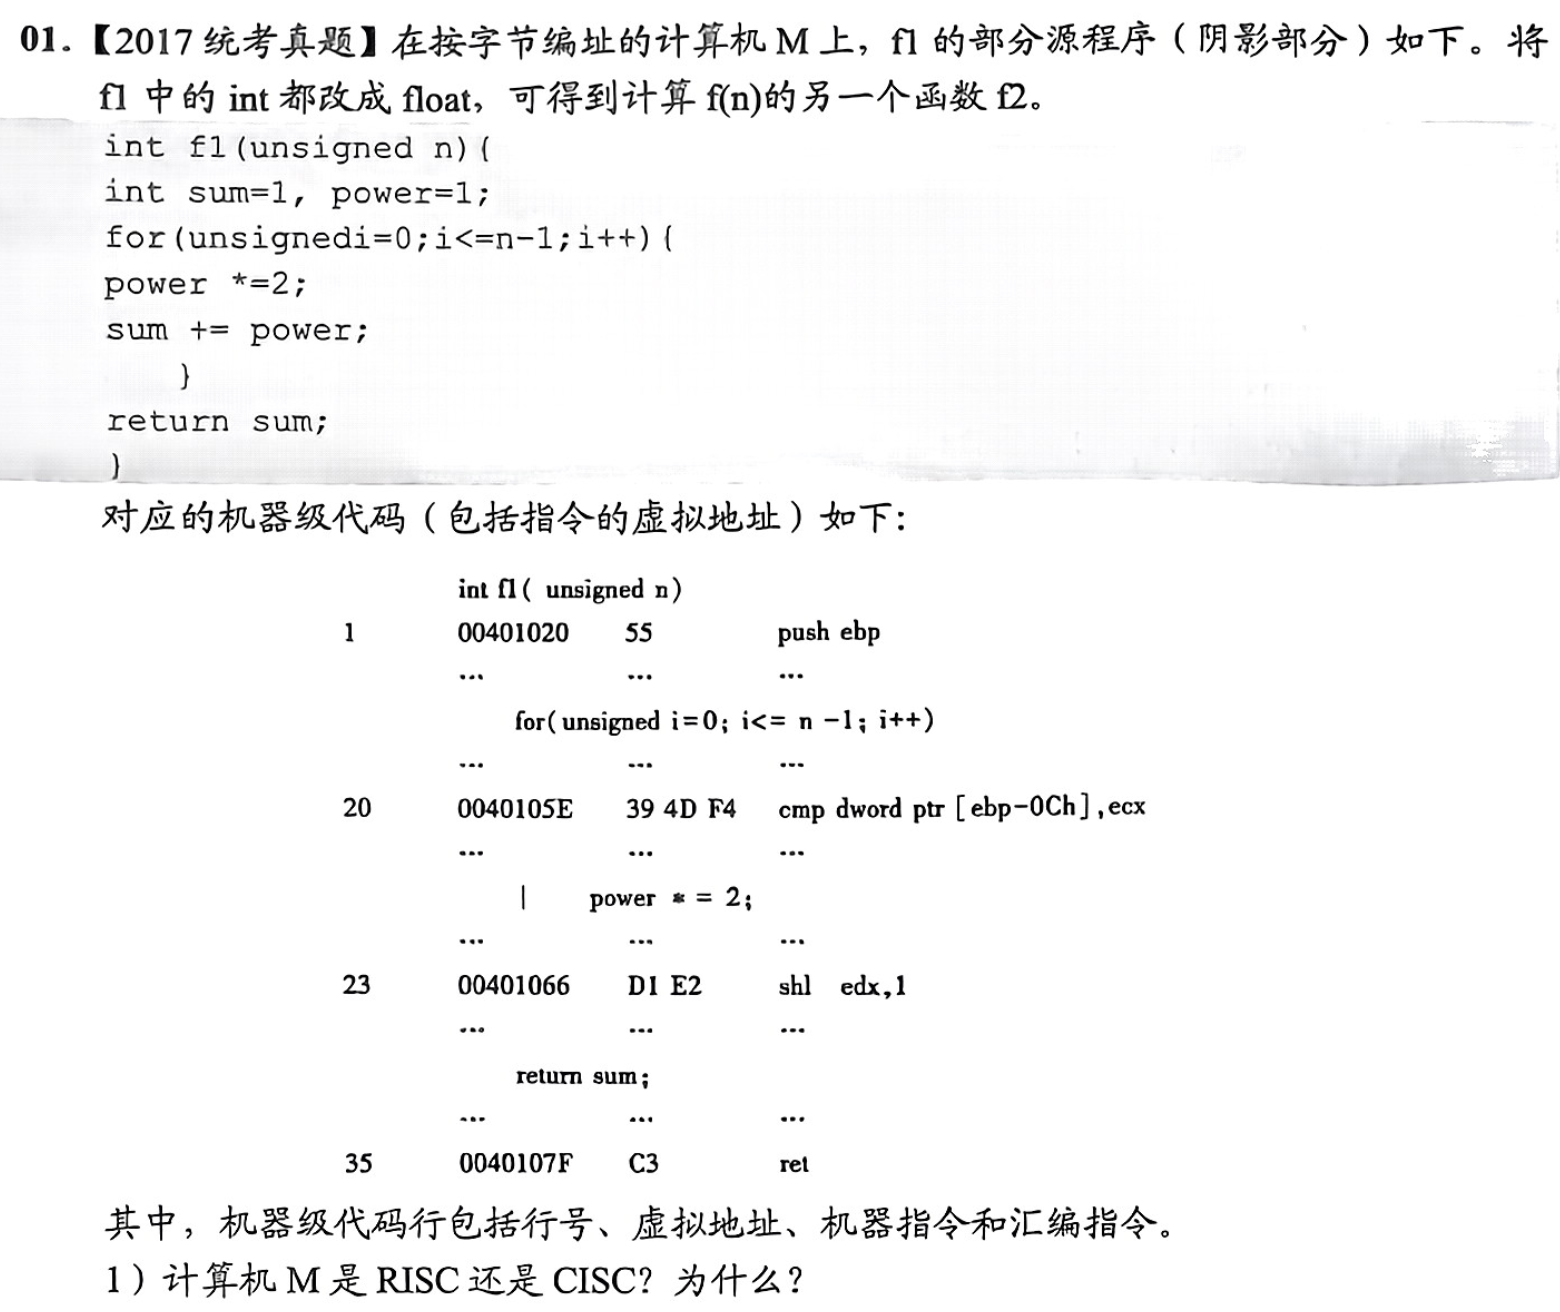 01.【2017统考真题】在按字节编址的计算机 M 上，f1 的部分源程序（阴影部分）如下。将
f1 中的 int 都改成 float，可得到计算 f(n)的另一个函数 f2。
int f1(unsigned n){
int sum=1, power=1;
for(unsignedi=0;i<=n-1;i++){
power *=2;
sum += power;
}
return sum;
}
对应的机器级代码（包括指令的虚拟地址）如下：
int f1( unsigned n)
1 00401020 55 push ebp
… … …
for(unsigned i=0; i<= n -1; i++)
… … …
20 0040105E 39 4D F4 cmp dword ptr [ebp-0Ch],ecx
… … …
| power * = 2;
… … …
23 00401066 D1 E2 shl edx,1
… … …
return sum;
… … …
35 0040107F C3 ret
其中，机器级代码行包括行号、虚拟地址、机器指令和汇编指令。
1）计算机 M 是 RISC 还是 CISC？为什么？